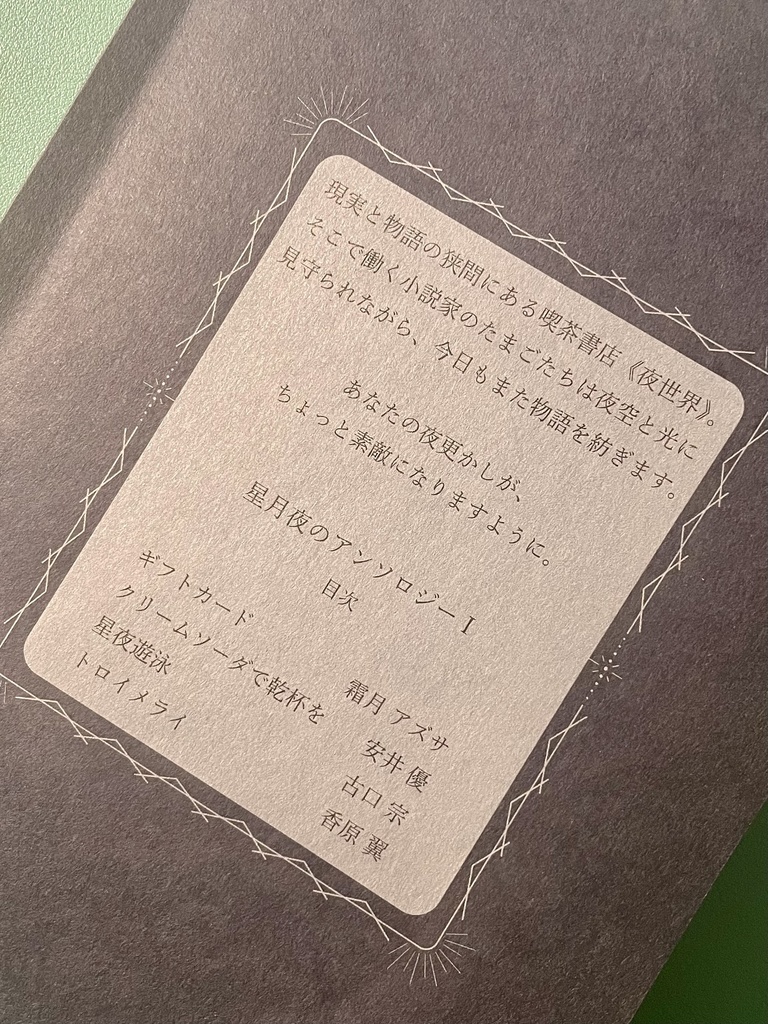 現実と物語の狭間にある喫茶書店《夜世界》。
そこで働く小説家のたまごたちは夜空と光に
見守られながら、今日もまた物語を紡ぎます。
あなたの夜更かしが、
ちょっと素敵になりますように。
星月夜のアンソロジーⅠ
目次
ギフトカード 霜月 アズサ
クリームソーダで乾杯を 安井 優
星夜遊泳 古口 宗
トロイメライ 香原 翼